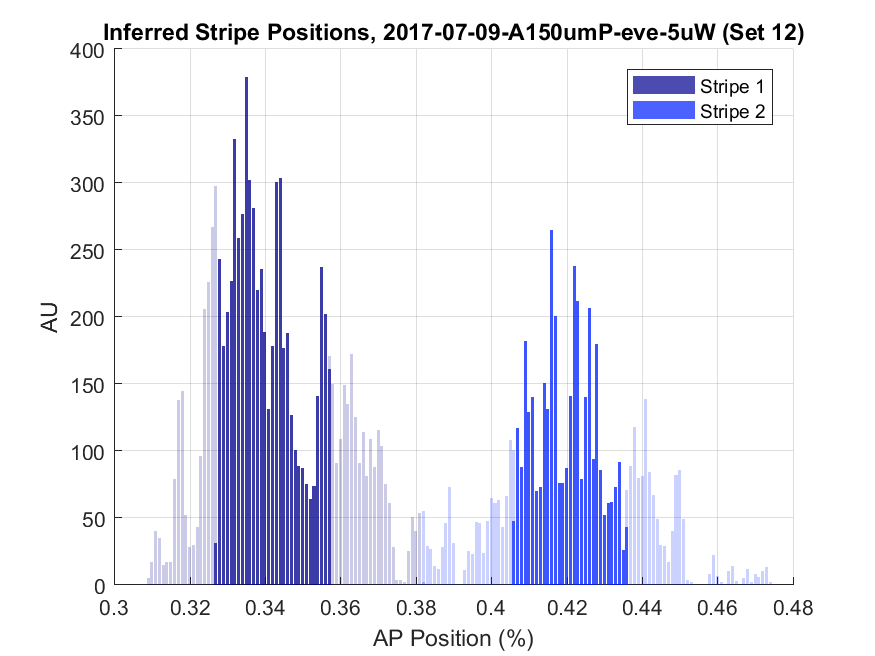 Inferred Stripe Positions, 2017-07-09-A150umP-eve-5uW (Set 12)
400
350
300
250
200
150
100
50
0
AU
Stripe 1
Stripe 2
0.3 0.32 0.34 0.36 0.38 0.4 0.42 0.44 0.46 0.48
AP Position (%)